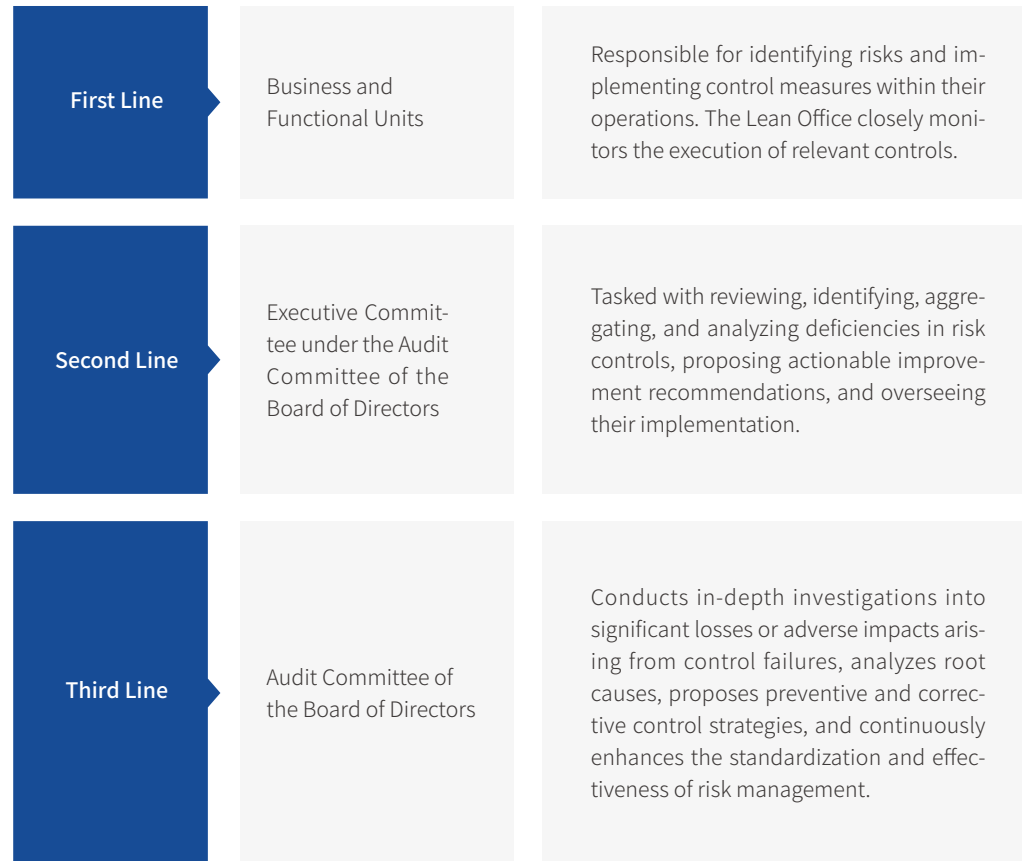 First Line
Business and
Functional Units
Responsible for identifying risks and im-
plementing control measures within their
operations. The Lean Office closely moni-
tors the execution of relevant controls.
Second Line
Executive Commit-
tee under the Audit
Committee of the
Board of Directors
Tasked with reviewing, identifying, aggre-
gating, and analyzing deficiencies in risk
controls, proposing actionable improve-
ment recommendations, and overseeing
their implementation.
Third Line
Audit Committee of
the Board of Directors
Conducts in-depth investigations into
significant losses or adverse impacts aris-
ing from control failures, analyzes root
causes, proposes preventive and correc-
tive control strategies, and continuously
enhances the standardization and effec-
tiveness of risk management.